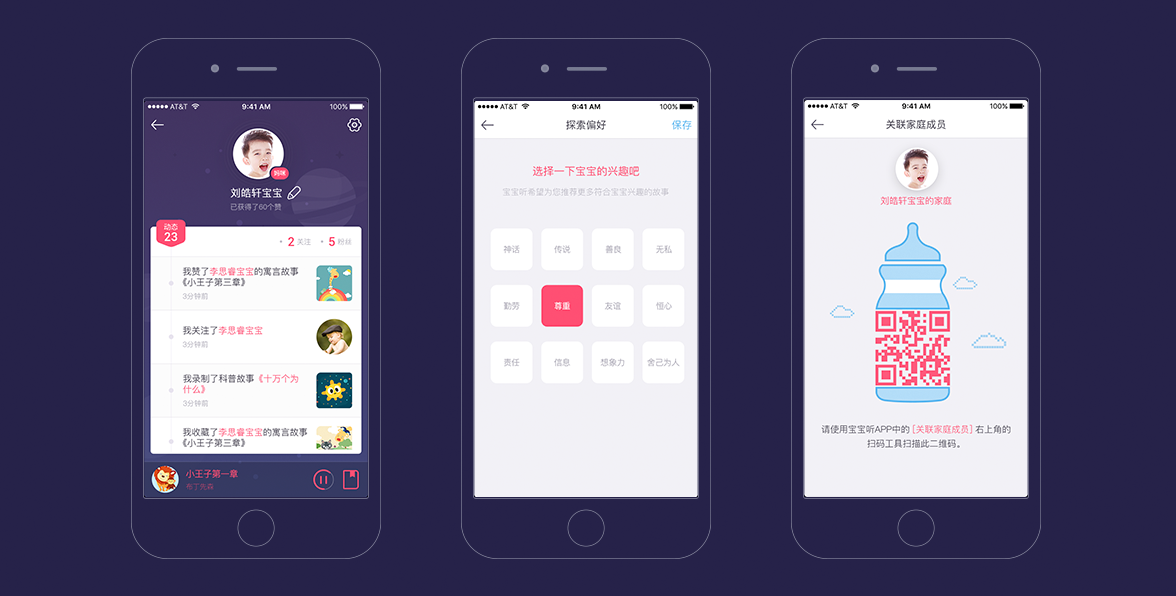 AT&T
9:41 AM
100%
妈咪
刘皓轩宝宝
已获得了60个赞
动态
23
2 关注
5 粉丝
我赞了李思睿宝宝的寓言故事
《小王子第三章》
3分钟前
我关注了李思睿宝宝
3分钟前
我录制了科普故事《十万个为
什么》
3分钟前
我收藏了李思睿宝宝的寓言故事
《小王子第三章》
小王子第一章
布丁先森
AT&T
9:41 AM
100%
探索偏好
保存
选择一下宝宝的兴趣吧
宝宝听希望为您推荐更多符合宝宝兴趣的故事
神话
传说
善良
无私
勤劳
尊重
友谊
恒心
责任
信息
想象力
舍己为人
AT&T
9:41 AM
100%
关联家庭成员
刘皓轩宝宝的家庭
请使用宝宝听APP中的 [关联家庭成员] 右上角的
扫码工具扫描此二维码。